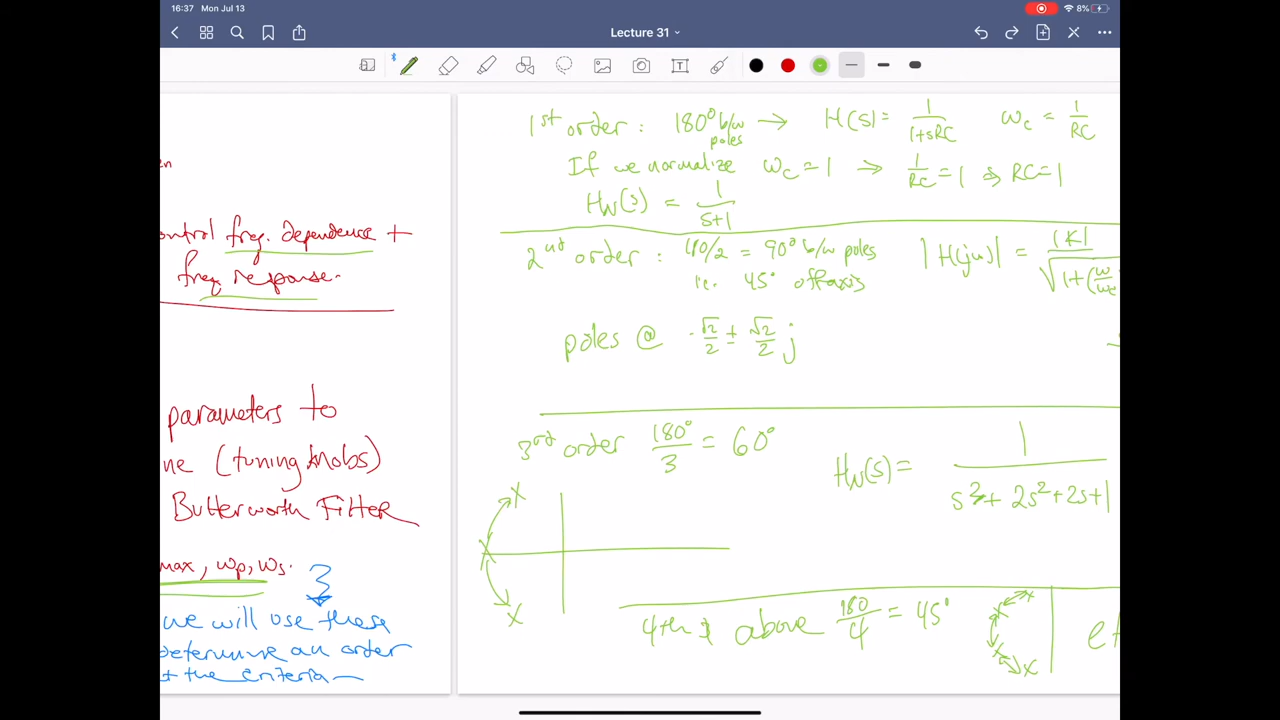 16:37 Mon Jul 13
8%
Lecture 31
ontrol freq. dependence +
freq response.
parameters to
ne (tuning knobs)
Butterworth Filter
max, ωp, ωs.
we will use these
determine an order
t the criteria
1st order : 180° b/w poles → H(s) = 1/(1+sRC) ωc = 1/RC
If we normalize ωc = 1 → 1/RC = 1 ⇒ RC = 1
HN(s) = 1/(s+1)
2nd order : 180/2 = 90° b/w poles |H(jω)| = |K|/√(1+(ω/ωc
i.e. 45° off axis
poles @ -√2/2 ± √2/2 j
3rd order 180°/3 = 60°
HN(s) = 1/(s³ + 2s² + 2s + 1
4th & above 180/4 = 45°